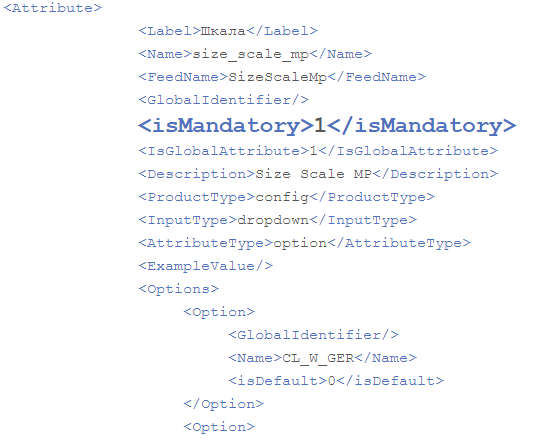 <Attribute>
<Label>Шкала</Label>
<Name>size_scale_mp</Name>
<FeedName>SizeScaleMp</FeedName>
<GlobalIdentifier/>
<isMandatory>1</isMandatory>
<IsGlobalAttribute>1</IsGlobalAttribute>
<Description>Size Scale MP</Description>
<ProductType>config</ProductType>
<InputType>dropdown</InputType>
<AttributeType>option</AttributeType>
<ExampleValue/>
<Options>
<Option>
<GlobalIdentifier/>
<Name>CL_W_GER</Name>
<isDefault>0</isDefault>
</Option>
<Option>